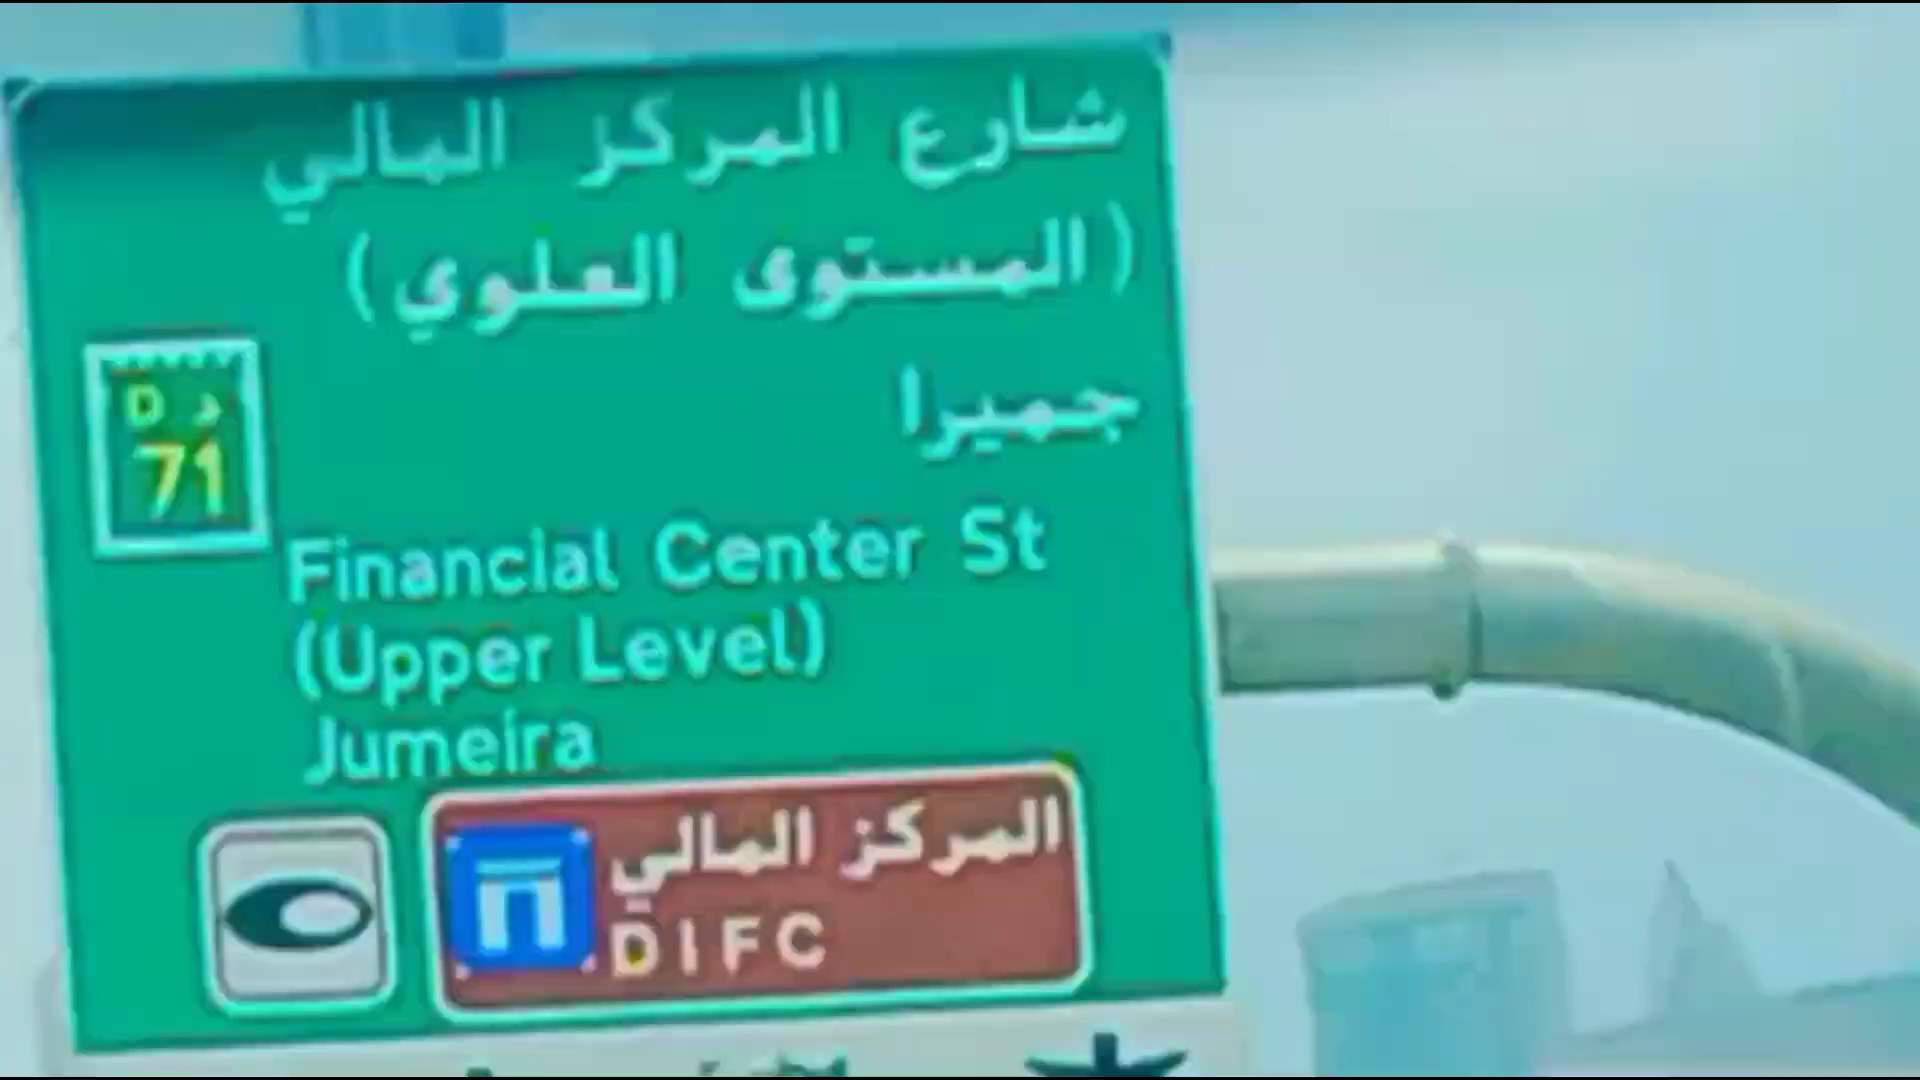 شارع المركز المالي
(المستوى العلوي)
جميرا
D د
71
Financial Center St
(Upper Level)
Jumeira
المركز المالي
DIFC